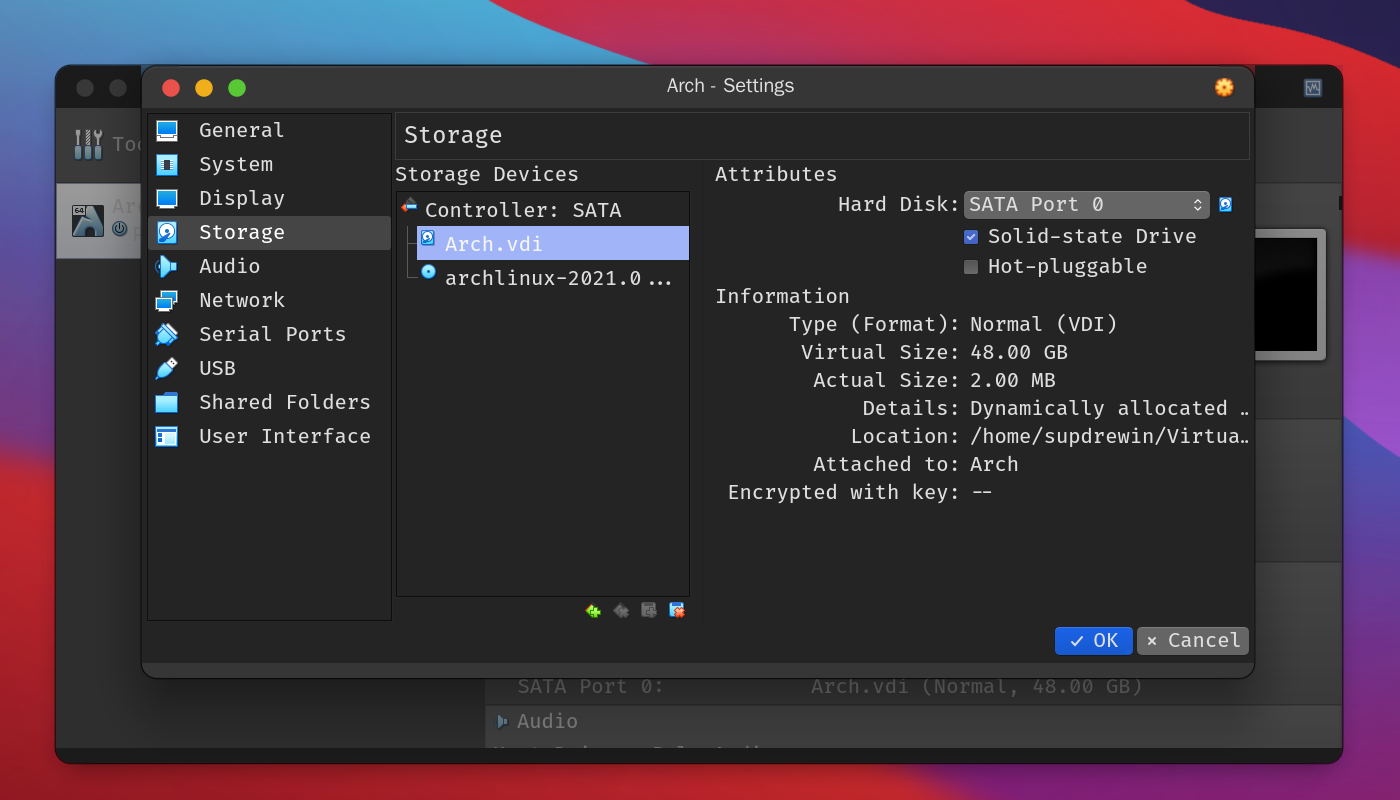 Arch - Settings
Too
64
Ar
General
System
Display
Storage
Audio
Network
Serial Ports
USB
Shared Folders
User Interface
Storage
Storage Devices
Controller: SATA
Arch.vdi
archlinux-2021.0...
Attributes
Hard Disk: SATA Port 0
Solid-state Drive
Hot-pluggable
Information
Type (Format): Normal (VDI)
Virtual Size: 48.00 GB
Actual Size: 2.00 MB
Details: Dynamically allocated …
Location: /home/supdrewin/Virtua…
Attached to: Arch
Encrypted with key: --
OK
Cancel
SATA Port 0: Arch.vdi (Normal, 48.00 GB)
Audio